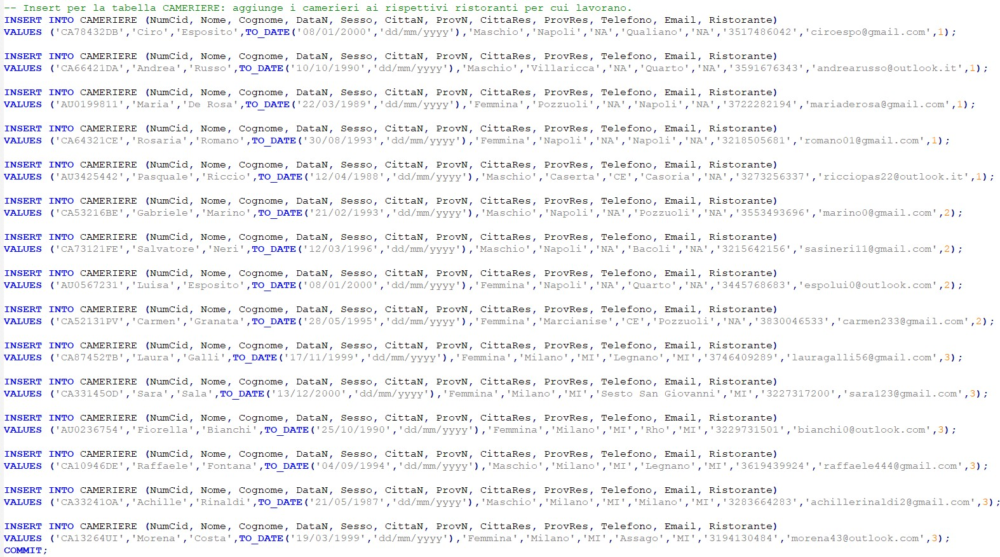 -- Insert per la tabella CAMERIERE: aggiunge i camerieri ai rispettivi ristoranti per cui lavorano.
INSERT INTO CAMERIERE (NumCid, Nome, Cognome, DataN, Sesso, CittaN, ProvN, CittaRes, ProvRes, Telefono, Email, Ristorante)
VALUES ('CA78432DB','Ciro','Esposito',TO_DATE('08/01/2000','dd/mm/yyyy'),'Maschio','Napoli','NA','Qualiano','NA','3517486042','ciroespo@gmail.com',1);
INSERT INTO CAMERIERE (NumCid, Nome, Cognome, DataN, Sesso, CittaN, ProvN, CittaRes, ProvRes, Telefono, Email, Ristorante)
VALUES ('CA66421DA','Andrea','Russo',TO_DATE('10/10/1990','dd/mm/yyyy'),'Maschio','Villaricca','NA','Quarto','NA','3591676343','andrearusso@outlook.it',1);
INSERT INTO CAMERIERE (NumCid, Nome, Cognome, DataN, Sesso, CittaN, ProvN, CittaRes, ProvRes, Telefono, Email, Ristorante)
VALUES ('AU0199811','Maria','De Rosa',TO_DATE('22/03/1989','dd/mm/yyyy'),'Femmina','Pozzuoli','NA','Napoli','NA','3722282194','mariaderosa@gmail.com',1);
INSERT INTO CAMERIERE (NumCid, Nome, Cognome, DataN, Sesso, CittaN, ProvN, CittaRes, ProvRes, Telefono, Email, Ristorante)
VALUES ('CA64321CE','Rosaria','Romano',TO_DATE('30/08/1993','dd/mm/yyyy'),'Femmina','Napoli','NA','Napoli','NA','3218505681','romano01@gmail.com',1);
INSERT INTO CAMERIERE (NumCid, Nome, Cognome, DataN, Sesso, CittaN, ProvN, CittaRes, ProvRes, Telefono, Email, Ristorante)
VALUES ('AU3425442','Pasquale','Riccio',TO_DATE('12/04/1988','dd/mm/yyyy'),'Maschio','Caserta','CE','Casoria','NA','3273256337','ricciopas22@outlook.it',1);
INSERT INTO CAMERIERE (NumCid, Nome, Cognome, DataN, Sesso, CittaN, ProvN, CittaRes, ProvRes, Telefono, Email, Ristorante)
VALUES ('CA53216BE','Gabriele','Marino',TO_DATE('21/02/1993','dd/mm/yyyy'),'Maschio','Napoli','NA','Pozzuoli','NA','3553493696','marino0@gmail.com',2);
INSERT INTO CAMERIERE (NumCid, Nome, Cognome, DataN, Sesso, CittaN, ProvN, CittaRes, ProvRes, Telefono, Email, Ristorante)
VALUES ('CA73121FE','Salvatore','Neri',TO_DATE('12/03/1996','dd/mm/yyyy'),'Maschio','Napoli','NA','Bacoli','NA','3215642156','sasineri11@gmail.com',2);
INSERT INTO CAMERIERE (NumCid, Nome, Cognome, DataN, Sesso, CittaN, ProvN, CittaRes, ProvRes, Telefono, Email, Ristorante)
VALUES ('AU0567231','Luisa','Esposito',TO_DATE('08/01/2000','dd/mm/yyyy'),'Femmina','Napoli','NA','Quarto','NA','3445768683','espolui0@outlook.com',2);
INSERT INTO CAMERIERE (NumCid, Nome, Cognome, DataN, Sesso, CittaN, ProvN, CittaRes, ProvRes, Telefono, Email, Ristorante)
VALUES ('CA52131PV','Carmen','Granata',TO_DATE('28/05/1995','dd/mm/yyyy'),'Femmina','Marcianise','CE','Pozzuoli','NA','3830046533','carmen233@gmail.com',2);
INSERT INTO CAMERIERE (NumCid, Nome, Cognome, DataN, Sesso, CittaN, ProvN, CittaRes, ProvRes, Telefono, Email, Ristorante)
VALUES ('CA87452TB','Laura','Galli',TO_DATE('17/11/1999','dd/mm/yyyy'),'Femmina','Milano','MI','Legnano','MI','3746409289','lauragalli56@gmail.com',3);
INSERT INTO CAMERIERE (NumCid, Nome, Cognome, DataN, Sesso, CittaN, ProvN, CittaRes, ProvRes, Telefono, Email, Ristorante)
VALUES ('CA33145OD','Sara','Sala',TO_DATE('13/12/2000','dd/mm/yyyy'),'Femmina','Milano','MI','Sesto San Giovanni','MI','3227317200','sara123@gmail.com',3);
INSERT INTO CAMERIERE (NumCid, Nome, Cognome, DataN, Sesso, CittaN, ProvN, CittaRes, ProvRes, Telefono, Email, Ristorante)
VALUES ('AU0236754','Fiorella','Bianchi',TO_DATE('25/10/1990','dd/mm/yyyy'),'Femmina','Milano','MI','Rho','MI','3229731501','bianchi0@outlook.com',3);
INSERT INTO CAMERIERE (NumCid, Nome, Cognome, DataN, Sesso, CittaN, ProvN, CittaRes, ProvRes, Telefono, Email, Ristorante)
VALUES ('CA10946DE','Raffaele','Fontana',TO_DATE('04/09/1994','dd/mm/yyyy'),'Maschio','Milano','MI','Legnano','MI','3619439924','raffaele444@gmail.com',3);
INSERT INTO CAMERIERE (NumCid, Nome, Cognome, DataN, Sesso, CittaN, ProvN, CittaRes, ProvRes, Telefono, Email, Ristorante)
VALUES ('CA33241OA','Achille','Rinaldi',TO_DATE('21/05/1987','dd/mm/yyyy'),'Maschio','Milano','MI','Milano','MI','3283664283','achillerinaldi2@gmail.com',3);
INSERT INTO CAMERIERE (NumCid, Nome, Cognome, DataN, Sesso, CittaN, ProvN, CittaRes, ProvRes, Telefono, Email, Ristorante)
VALUES ('CA13264UI','Morena','Costa',TO_DATE('19/03/1999','dd/mm/yyyy'),'Femmina','Milano','MI','Assago','MI','3194130484','morena43@outlook.com',3);
COMMIT;